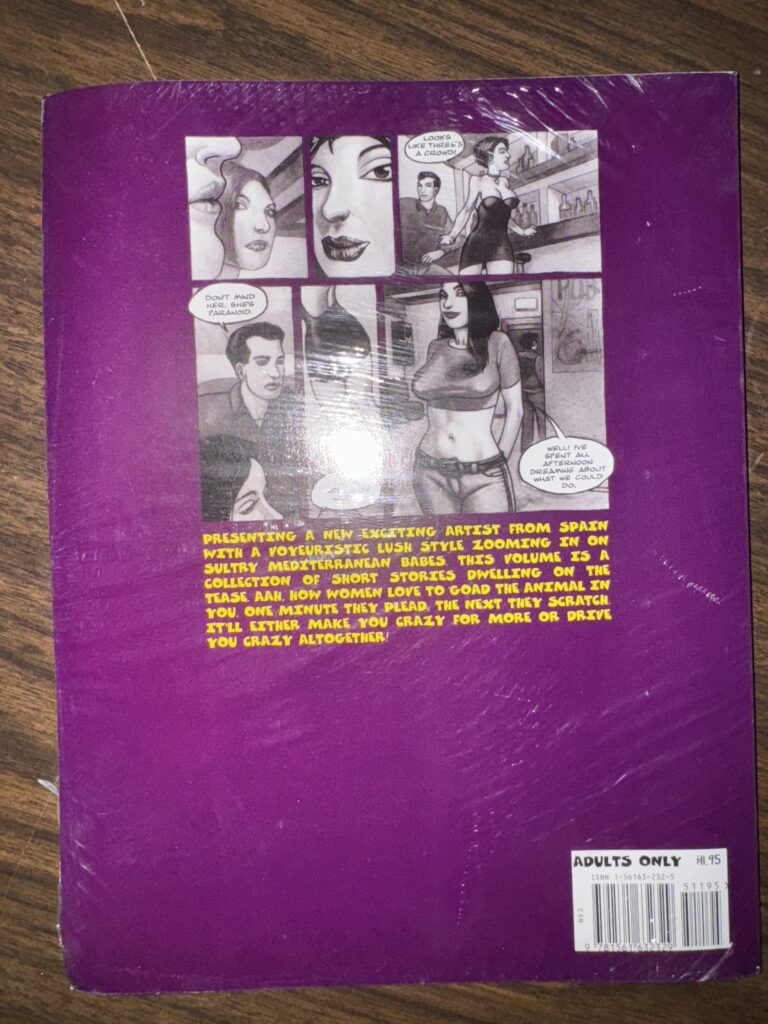 LOOKS
LIKE THREE'S
A CROWD!
DON'T MIND
HER. SHE'S
PARANOID.
WELL! I'VE
SPENT ALL
AFTERNOON
DREAMING ABOUT
WHAT WE COULD
DO.
PRESENTING A NEW EXCITING ARTIST FROM SPAIN
WITH A VOYEURISTIC LUSH STYLE ZOOMING IN ON
SULTRY MEDITERRANEAN BABES. THIS VOLUME IS A
COLLECTION OF SHORT STORIES DWELLING ON THE
TEASE. AAH, HOW WOMEN LOVE TO GOAD THE ANIMAL IN
YOU. ONE MINUTE THEY PLEAD, THE NEXT THEY SCRATCH.
IT'LL EITHER MAKE YOU CRAZY FOR MORE OR DRIVE
YOU CRAZY ALTOGETHER!
ADULTS ONLY $11.95
ISBN 1-56163-232-5
51195
EAN
9 781561 632329